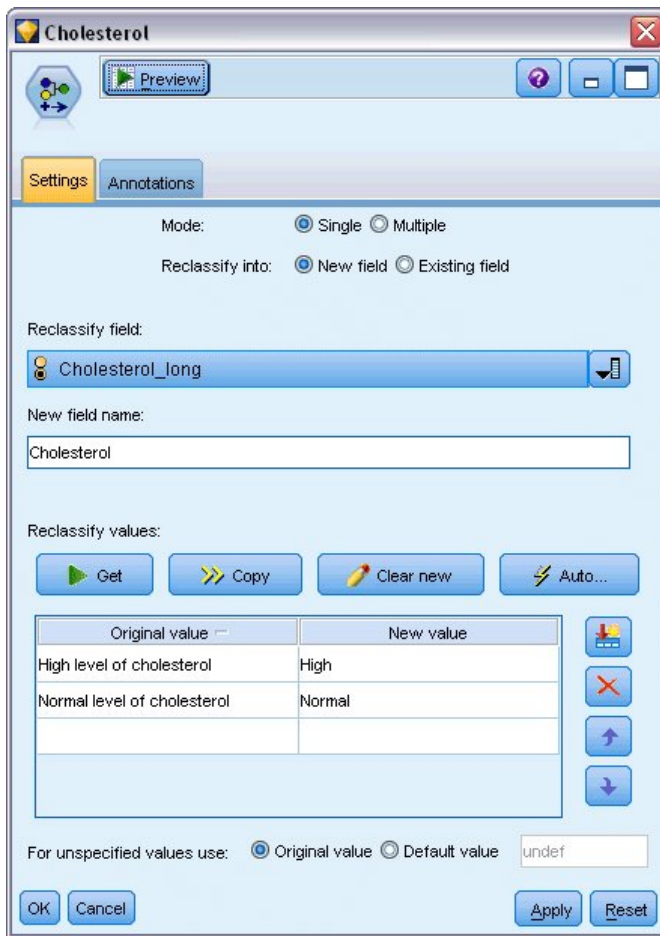 Cholesterol
Preview
Settings Annotations
Mode: Single Multiple
Reclassify into: New field Existing field
Reclassify field:
Cholesterol_long
New field name:
Cholesterol
Reclassify values:
Get Copy Clear new Auto...
Original value New value
High level of cholesterol High
Normal level of cholesterol Normal
For unspecified values use: Original value Default value undef
OK Cancel Apply Reset